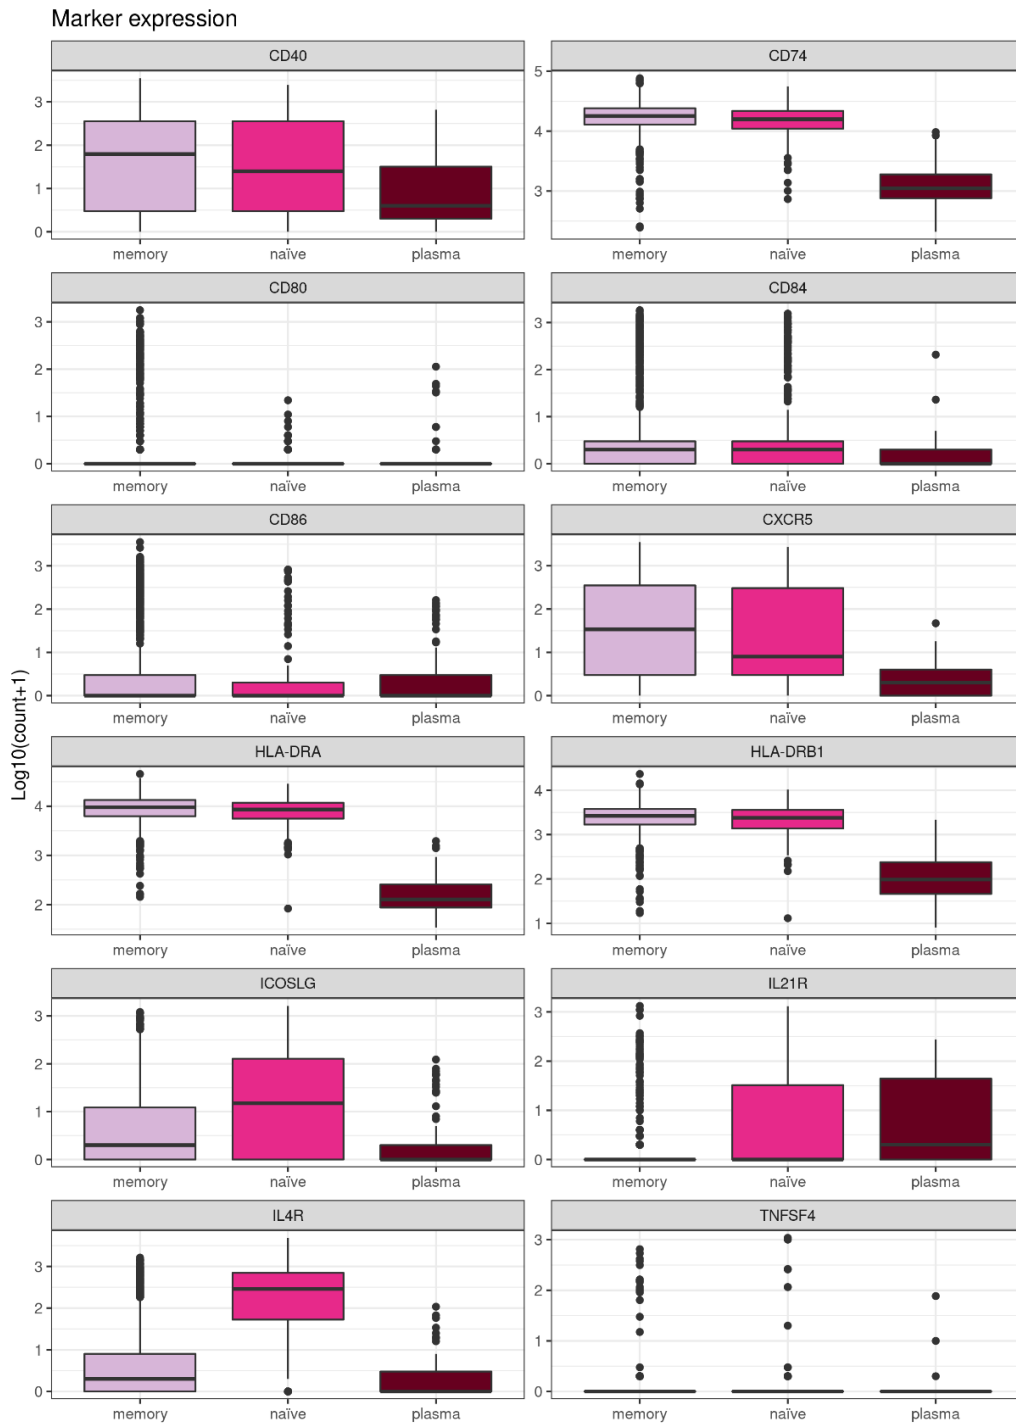 Marker expression
CD40
CD74
3
2
1
0
5
4
3
memory naïve plasma
memory naïve plasma
CD80
CD84
3
2
1
0
3
2
1
0
memory naïve plasma
memory naïve plasma
CD86
CXCR5
3
2
1
0
3
2
1
0
memory naïve plasma
memory naïve plasma
Log10(count+1)
HLA-DRA
HLA-DRB1
4
3
2
4
3
2
1
memory naïve plasma
memory naïve plasma
ICOSLG
IL21R
3
2
1
0
3
2
1
0
memory naïve plasma
memory naïve plasma
IL4R
TNFSF4
3
2
1
0
3
2
1
0
memory naïve plasma
memory naïve plasma